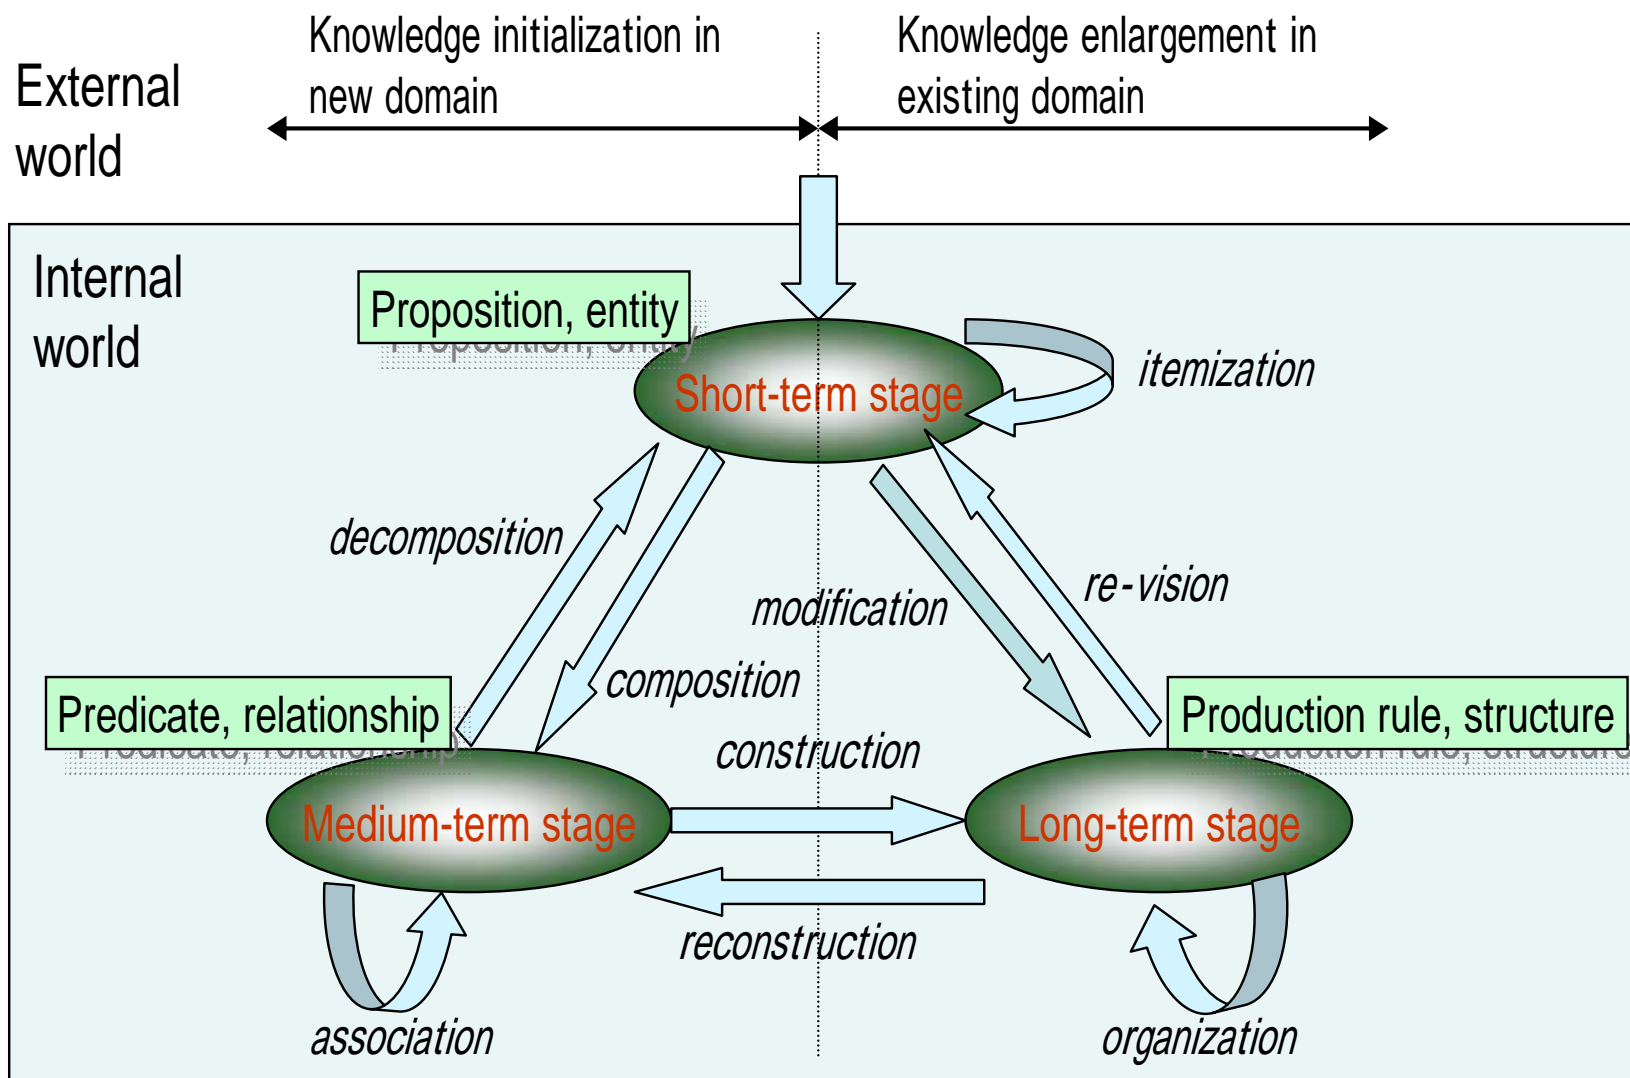 Knowledge initialization in
new domain
Knowledge enlargement in
existing domain
External
world
Internal
world
Proposition, entity
Short-term stage
itemization
decomposition
modification
re-vision
composition
Predicate, relationship
Production rule, structure
construction
Medium-term stage
Long-term stage
reconstruction
association
organization